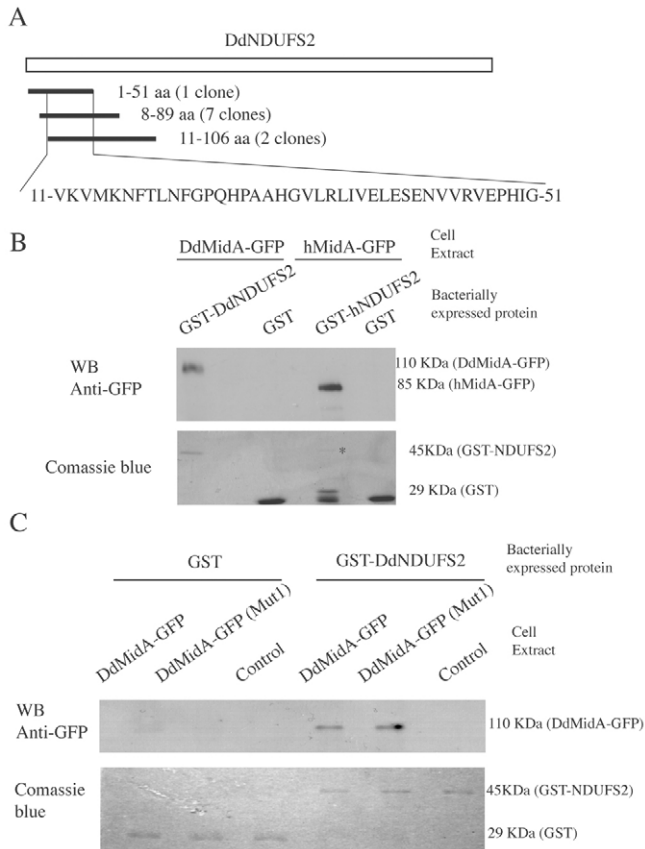 A
DdNDUFS2
1-51 aa (1 clone)
8-89 aa (7 clones)
11-106 aa (2 clones)
11-VKVMKNFTLNFGPQHPAAHGVLRLIVELESENVVRVEPHIG-51
B
DdMidA-GFP hMidA-GFP Cell Extract
GST-DdNDUFS2 GST GST-hNDUFS2 GST Bacterially expressed protein
WB Anti-GFP
110 KDa (DdMidA-GFP)
85 KDa (hMidA-GFP)
Comassie blue
*
45KDa (GST-NDUFS2)
29 KDa (GST)
C
GST GST-DdNDUFS2 Bacterially expressed protein
DdMidA-GFP DdMidA-GFP (Mut1) Control DdMidA-GFP DdMidA-GFP (Mut1) Control Cell Extract
WB Anti-GFP
110 KDa (DdMidA-GFP)
Comassie blue
45KDa (GST-NDUFS2)
29 KDa (GST)